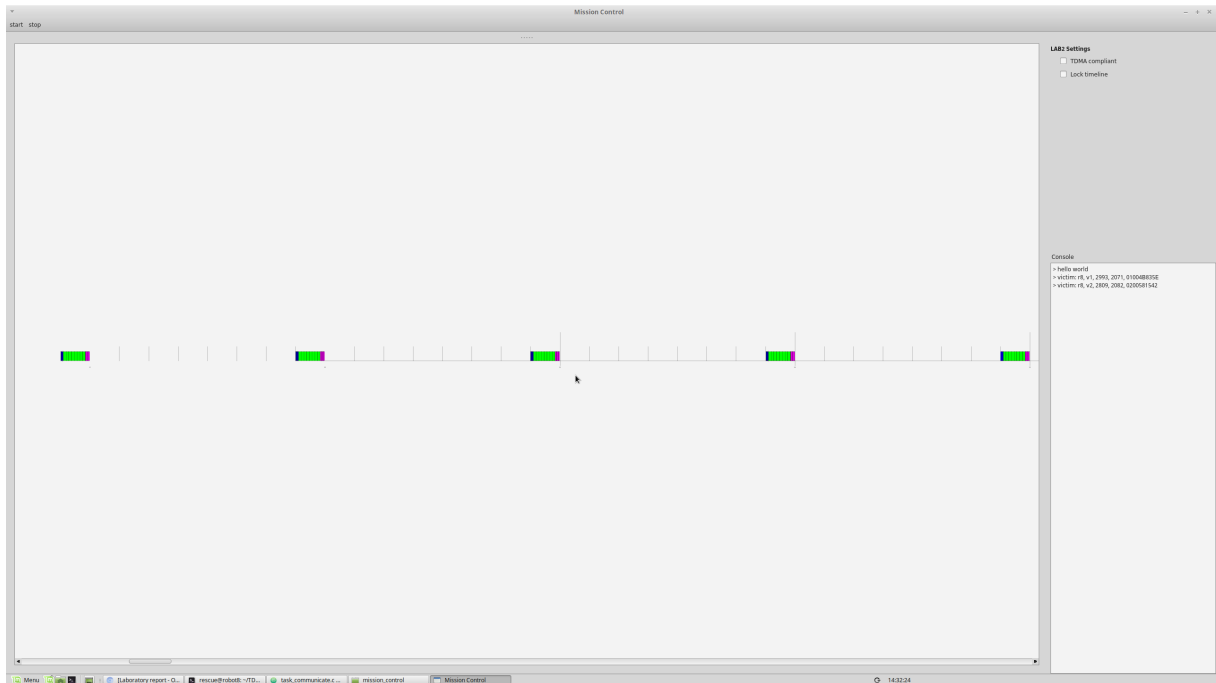 Mission Control
start stop
LAB2 Settings
TDMA compliant
Lock timeline
Console
> hello world
> victim: r8, v1, 2993, 2071, 01004B835E
> victim: r8, v2, 2809, 2082, 0200581542
Menu
[Laboratory report - O...
rescue@robot8: ~/TD...
task_communicate.c ...
mission_control
Mission Control
14:32:24